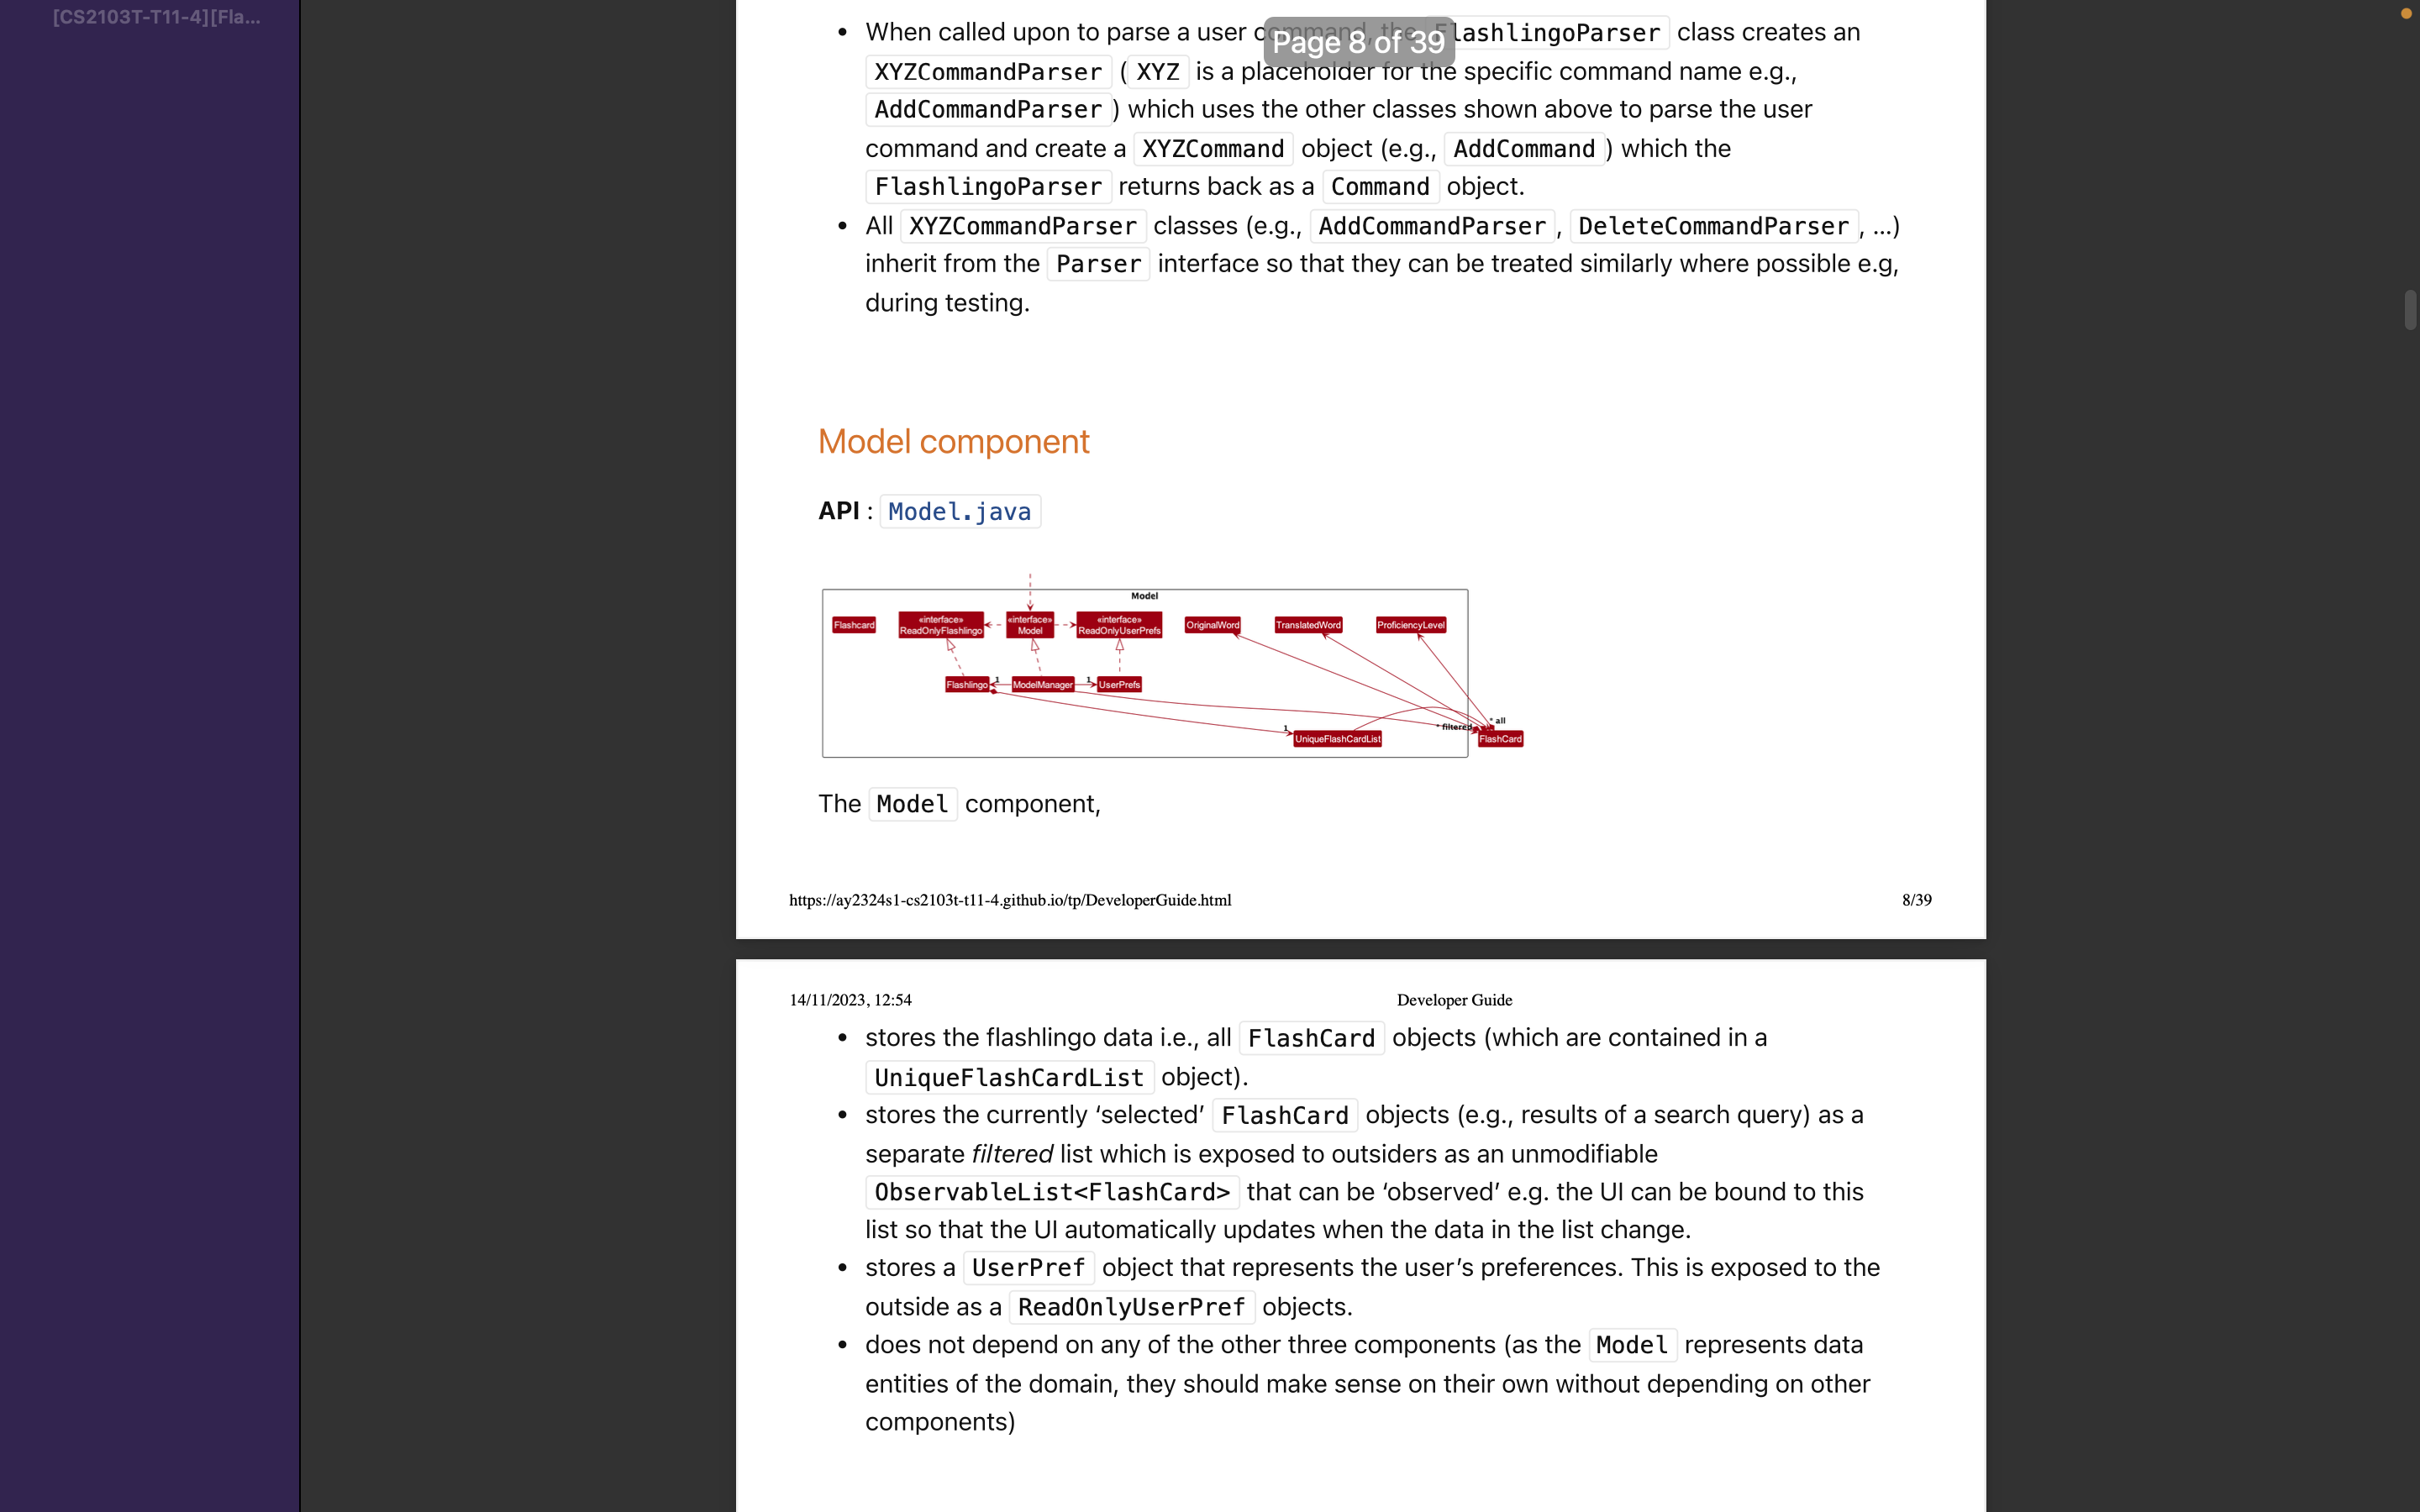 [CS2103T-T11-4][Fla...
Page 8 of 39
• When called upon to parse a user command, the FlashlingoParser class creates an
XYZCommandParser ( XYZ is a placeholder for the specific command name e.g.,
AddCommandParser ) which uses the other classes shown above to parse the user
command and create a XYZCommand object (e.g., AddCommand ) which the
FlashlingoParser returns back as a Command object.
• All XYZCommandParser classes (e.g., AddCommandParser , DeleteCommandParser , ...)
inherit from the Parser interface so that they can be treated similarly where possible e.g,
during testing.
Model component
API : Model.java
Model
Flashcard
«interface»
ReadOnlyFlashlingo
«interface»
Model
«interface»
ReadOnlyUserPrefs
OriginalWord
TranslatedWord
ProficiencyLevel
Flashlingo
1
ModelManager
1
UserPrefs
1
UniqueFlashCardList
* filtered
* all
FlashCard
The Model component,
https://ay2324s1-cs2103t-t11-4.github.io/tp/DeveloperGuide.html 8/39
14/11/2023, 12:54 Developer Guide
• stores the flashlingo data i.e., all FlashCard objects (which are contained in a
UniqueFlashCardList object).
• stores the currently ‘selected’ FlashCard objects (e.g., results of a search query) as a
separate filtered list which is exposed to outsiders as an unmodifiable
ObservableList<FlashCard> that can be ‘observed’ e.g. the UI can be bound to this
list so that the UI automatically updates when the data in the list change.
• stores a UserPref object that represents the user’s preferences. This is exposed to the
outside as a ReadOnlyUserPref objects.
• does not depend on any of the other three components (as the Model represents data
entities of the domain, they should make sense on their own without depending on other
components)